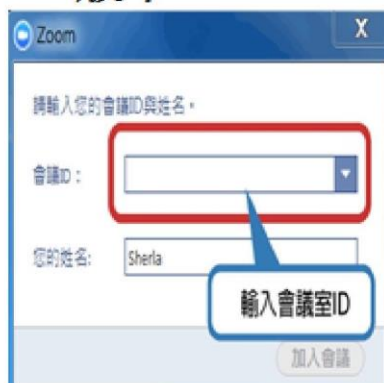 Zoom
X
請輸入您的會議ID與姓名。
會議ID：
您的姓名:
Sherla
輸入會議室ID
加入會議